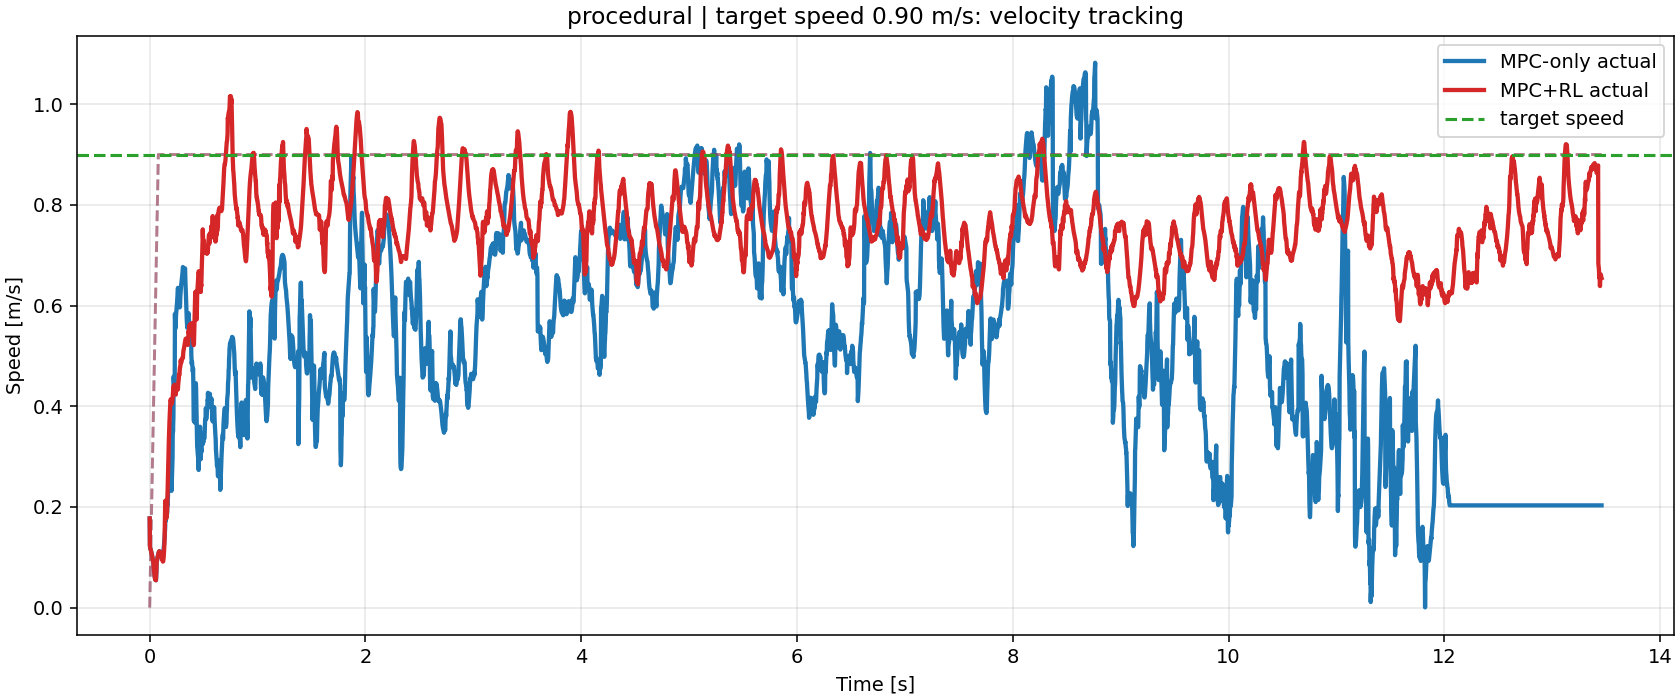 procedural | target speed 0.90 m/s: velocity tracking
MPC-only actual
MPC+RL actual
target speed
Speed [m/s]
1.0
0.8
0.6
0.4
0.2
0.0
0 2 4 6 8 10 12 14
Time [s]